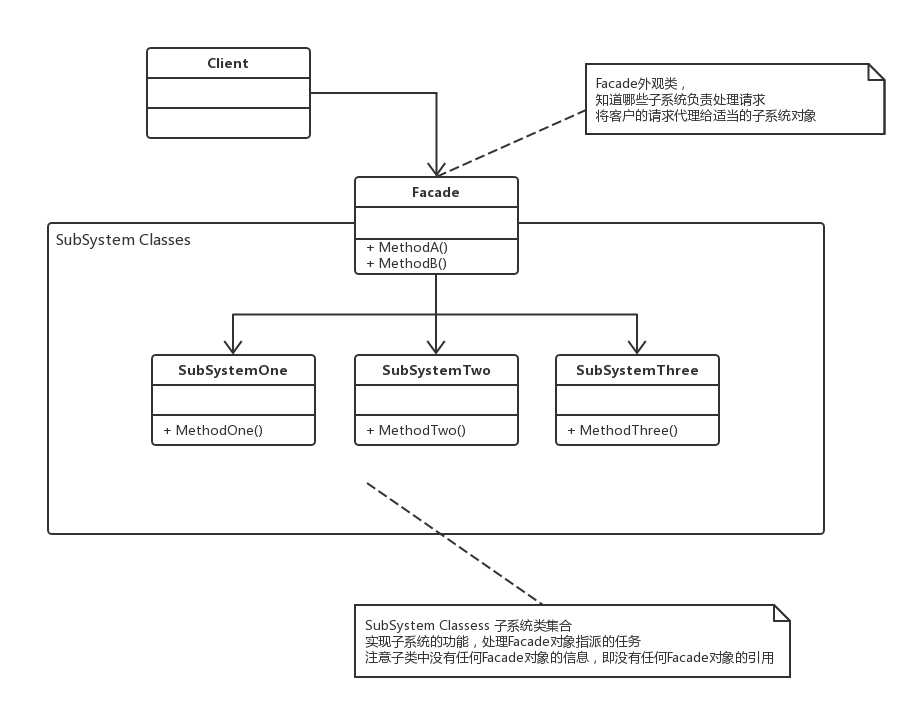 Client
Facade外观类，
知道哪些子系统负责处理请求
将客户的请求代理给适当的子系统对象
Facade
+ MethodA()
+ MethodB()
SubSystem Classes
SubSystemOne
+ MethodOne()
SubSystemTwo
+ MethodTwo()
SubSystemThree
+ MethodThree()
SubSystem Classess 子系统类集合
实现子系统的功能，处理Facade对象指派的任务
注意子类中没有任何Facade对象的信息，即没有任何Facade对象的引用